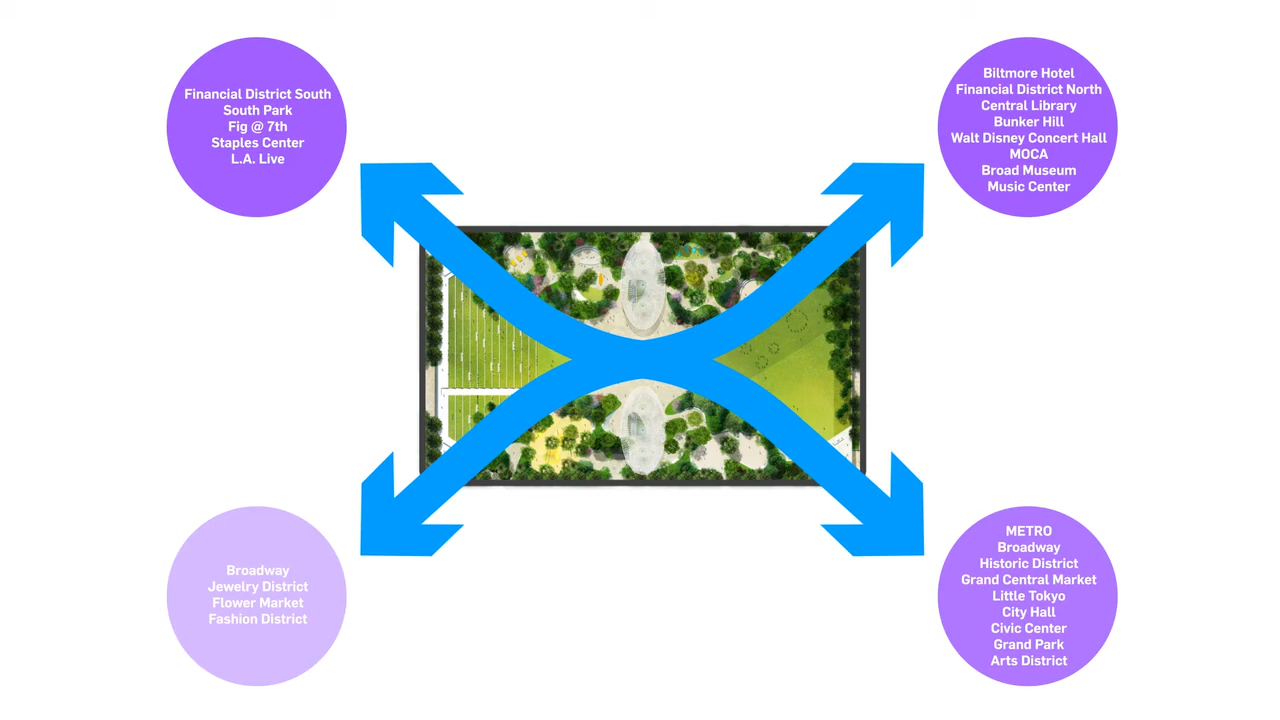 Financial District South
South Park
Fig @ 7th
Staples Center
L.A. Live
Biltmore Hotel
Financial District North
Central Library
Bunker Hill
Walt Disney Concert Hall
MOCA
Broad Museum
Music Center
Broadway
Jewelry District
Flower Market
Fashion District
METRO
Broadway
Historic District
Grand Central Market
Little Tokyo
City Hall
Civic Center
Grand Park
Arts District